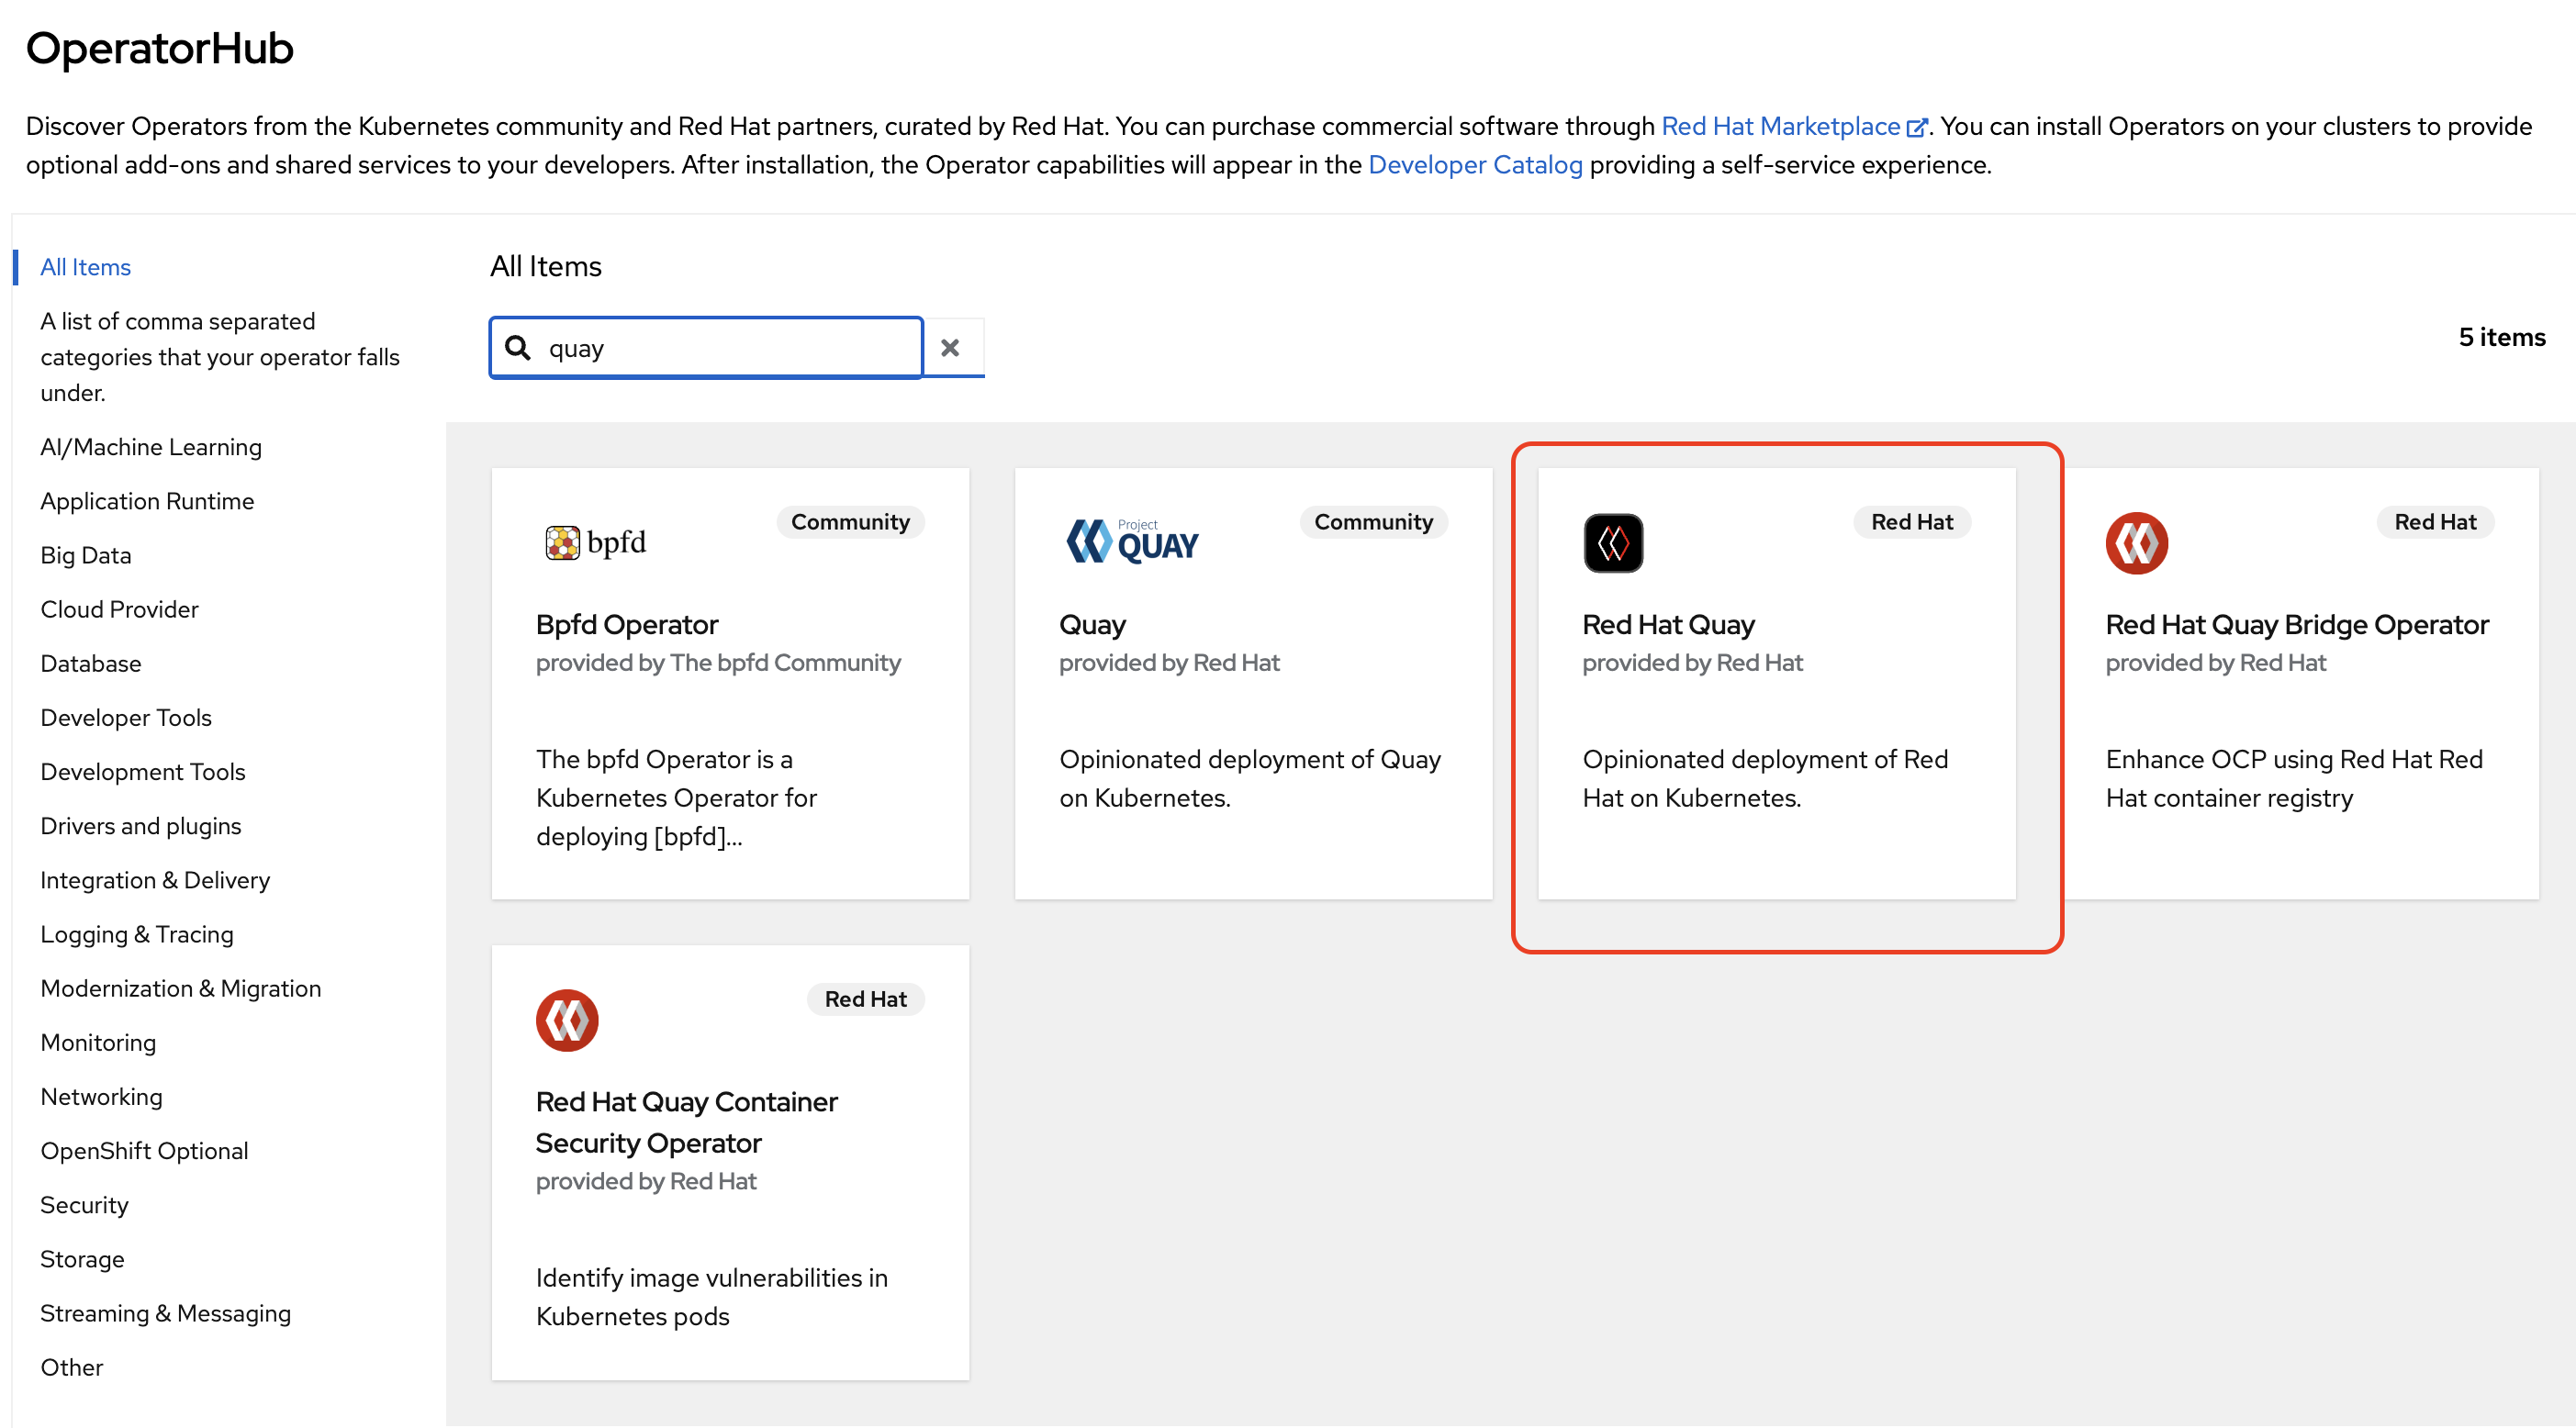 OperatorHub
Discover Operators from the Kubernetes community and Red Hat partners, curated by Red Hat. You can purchase commercial software through Red Hat Marketplace. You can install Operators on your clusters to provide
optional add-ons and shared services to your developers. After installation, the Operator capabilities will appear in the Developer Catalog providing a self-service experience.
All Items
A list of comma separated
categories that your operator falls
under.
AI/Machine Learning
Application Runtime
Big Data
Cloud Provider
Database
Developer Tools
Development Tools
Drivers and plugins
Integration & Delivery
Logging & Tracing
Modernization & Migration
Monitoring
Networking
OpenShift Optional
Security
Storage
Streaming & Messaging
Other
All Items
quay
5 items
bpfd
Community
Bpfd Operator
provided by The bpfd Community
The bpfd Operator is a
Kubernetes Operator for
deploying [bpfd]...
Project
QUAY
Community
Quay
provided by Red Hat
Opinionated deployment of Quay
on Kubernetes.
Red Hat
Red Hat Quay
provided by Red Hat
Opinionated deployment of Red
Hat on Kubernetes.
Red Hat
Red Hat Quay Bridge Operator
provided by Red Hat
Enhance OCP using Red Hat Red
Hat container registry
Red Hat
Red Hat Quay Container
Security Operator
provided by Red Hat
Identify image vulnerabilities in
Kubernetes pods